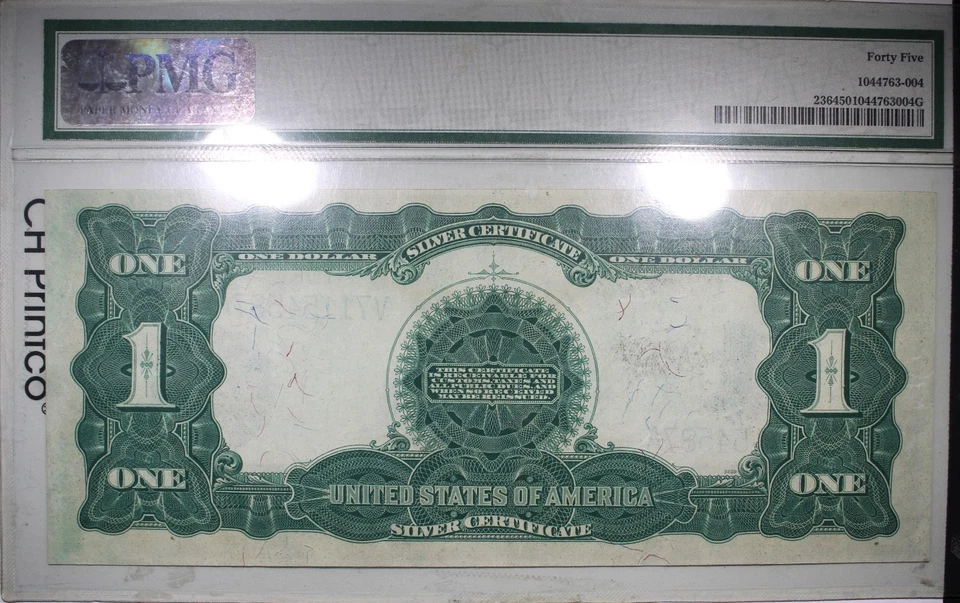 PMG
Forty Five
1044763-004
2364501044763004G
CH Printco®
SILVER CERTIFICATE
ONE ONE DOLLAR ONE DOLLAR ONE
THIS CERTIFICATE
IS RECEIVABLE FOR
CUSTOMS, TAXES AND
ALL PUBLIC DUES AND
WHEN SO RECEIVED
MAY BE REISSUED.
1 1
ONE ONE
UNITED STATES OF AMERICA
SILVER CERTIFICATE